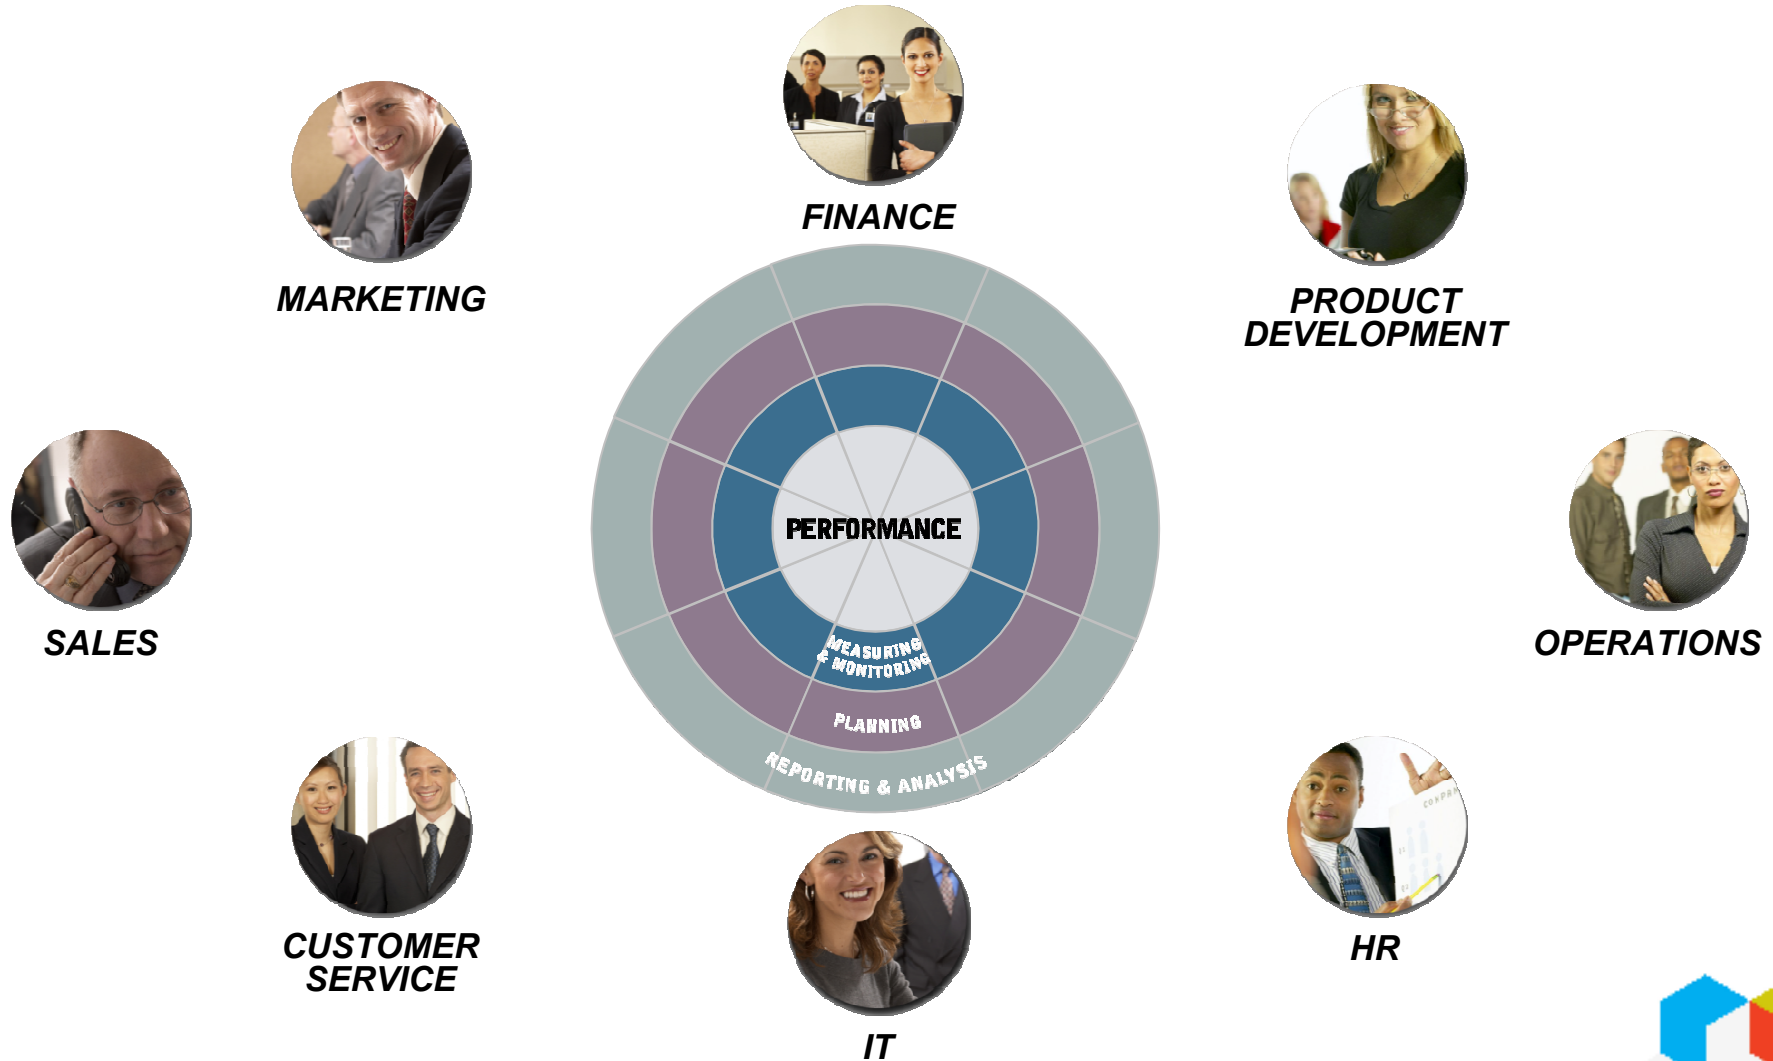 FINANCE
MARKETING
PRODUCT
DEVELOPMENT
PERFORMANCE
SALES
OPERATIONS
MEASURING
& MONITORING
PLANNING
REPORTING & ANALYSIS
CUSTOMER
SERVICE
HR
IT